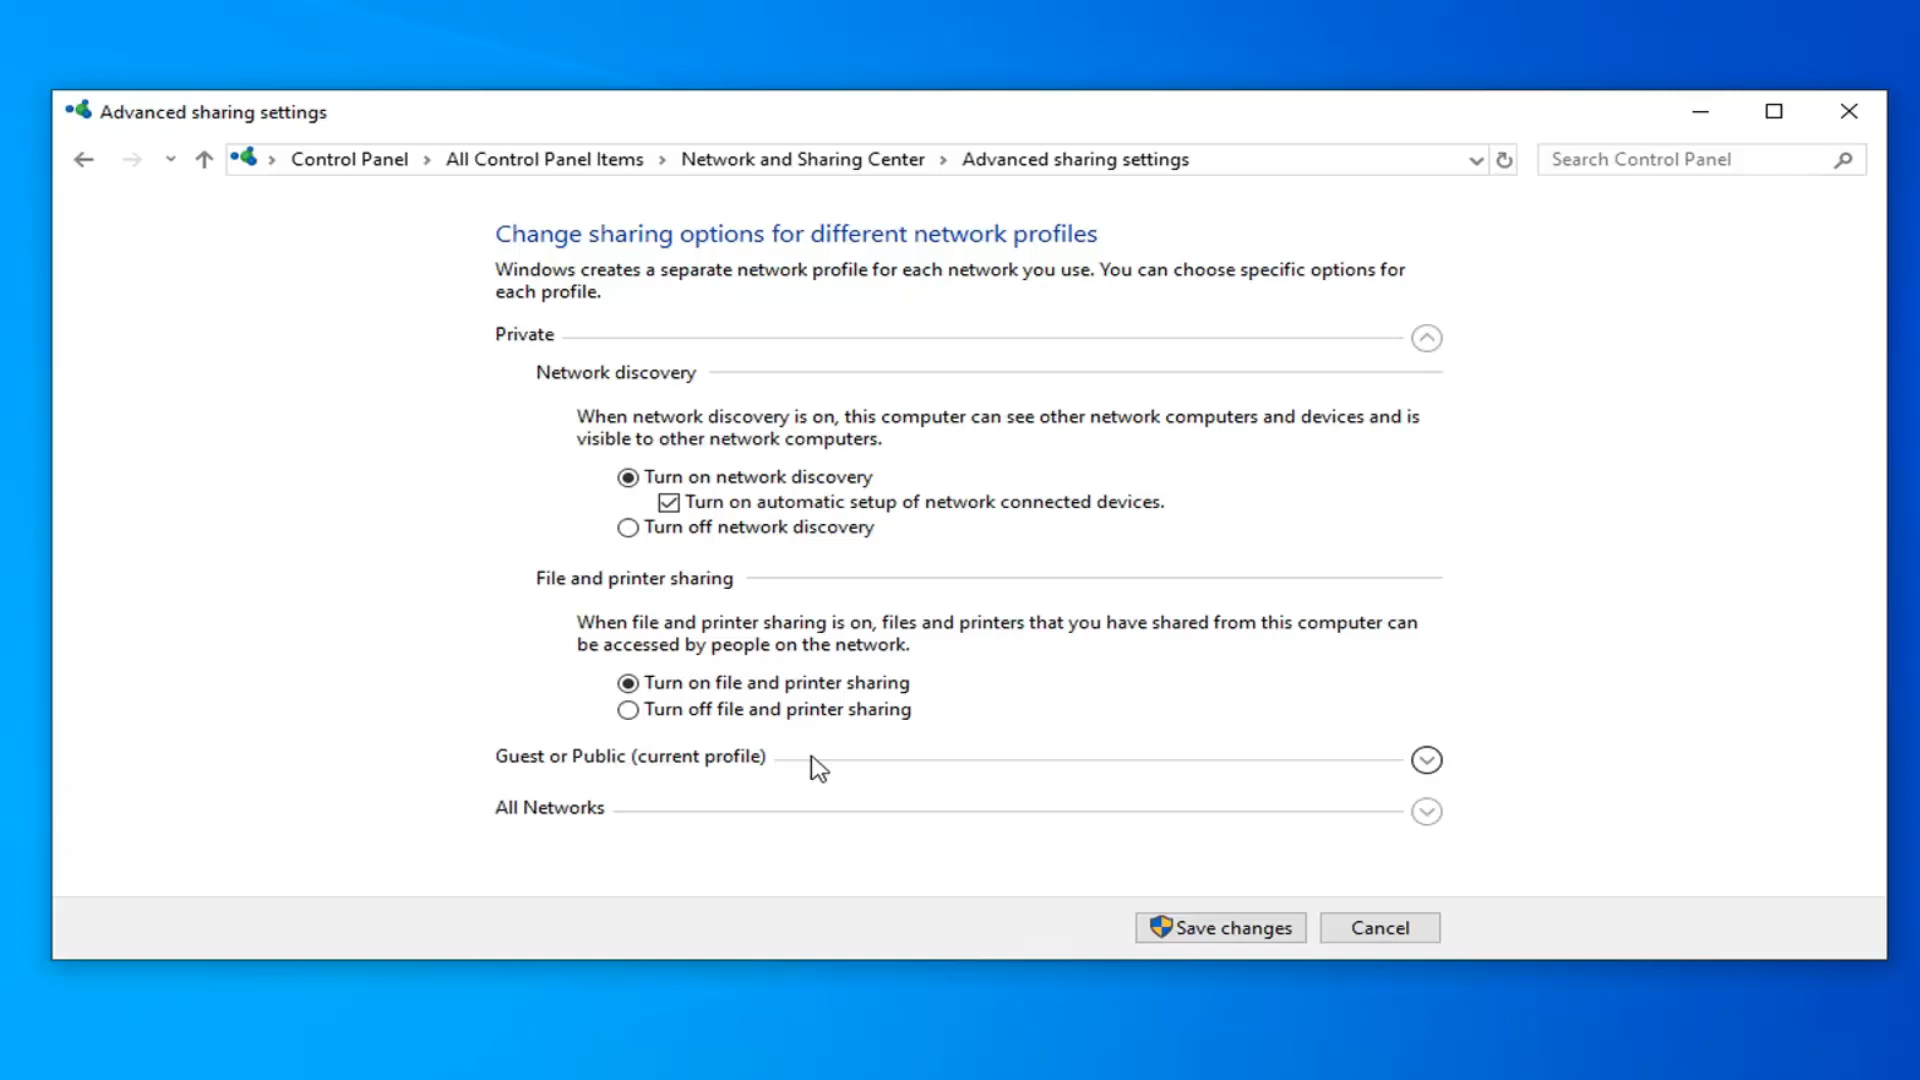 Advanced sharing settings
Control Panel > All Control Panel Items > Network and Sharing Center > Advanced sharing settings
Search Control Panel
Change sharing options for different network profiles
Windows creates a separate network profile for each network you use. You can choose specific options for
each profile.
Private
Network discovery
When network discovery is on, this computer can see other network computers and devices and is
visible to other network computers.
Turn on network discovery
Turn on automatic setup of network connected devices.
Turn off network discovery
File and printer sharing
When file and printer sharing is on, files and printers that you have shared from this computer can
be accessed by people on the network.
Turn on file and printer sharing
Turn off file and printer sharing
Guest or Public (current profile)
All Networks
Save changes
Cancel